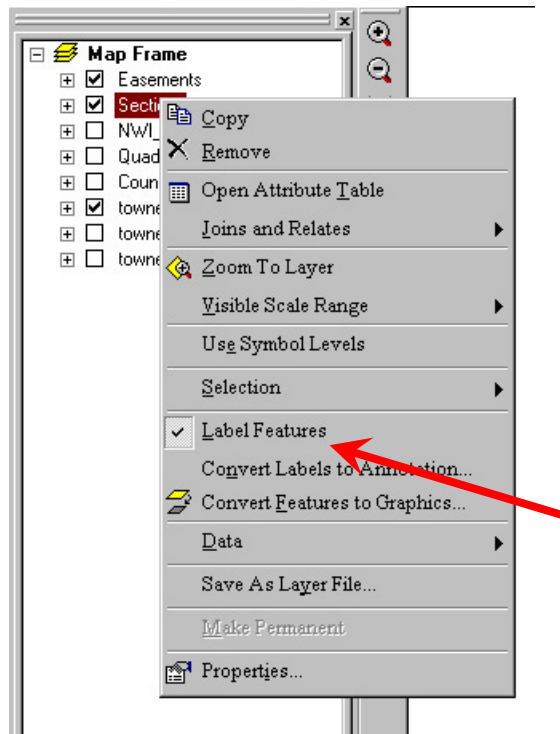 Map Frame
Easements
Secti
NWI_
Quad
Coun
towne
towne
towne
Copy
Remove
Open Attribute Table
Joins and Relates
Zoom To Layer
Visible Scale Range
Use Symbol Levels
Selection
Label Features
Convert Labels to Annotation...
Convert Features to Graphics...
Data
Save As Layer File...
Make Permanent
Properties...